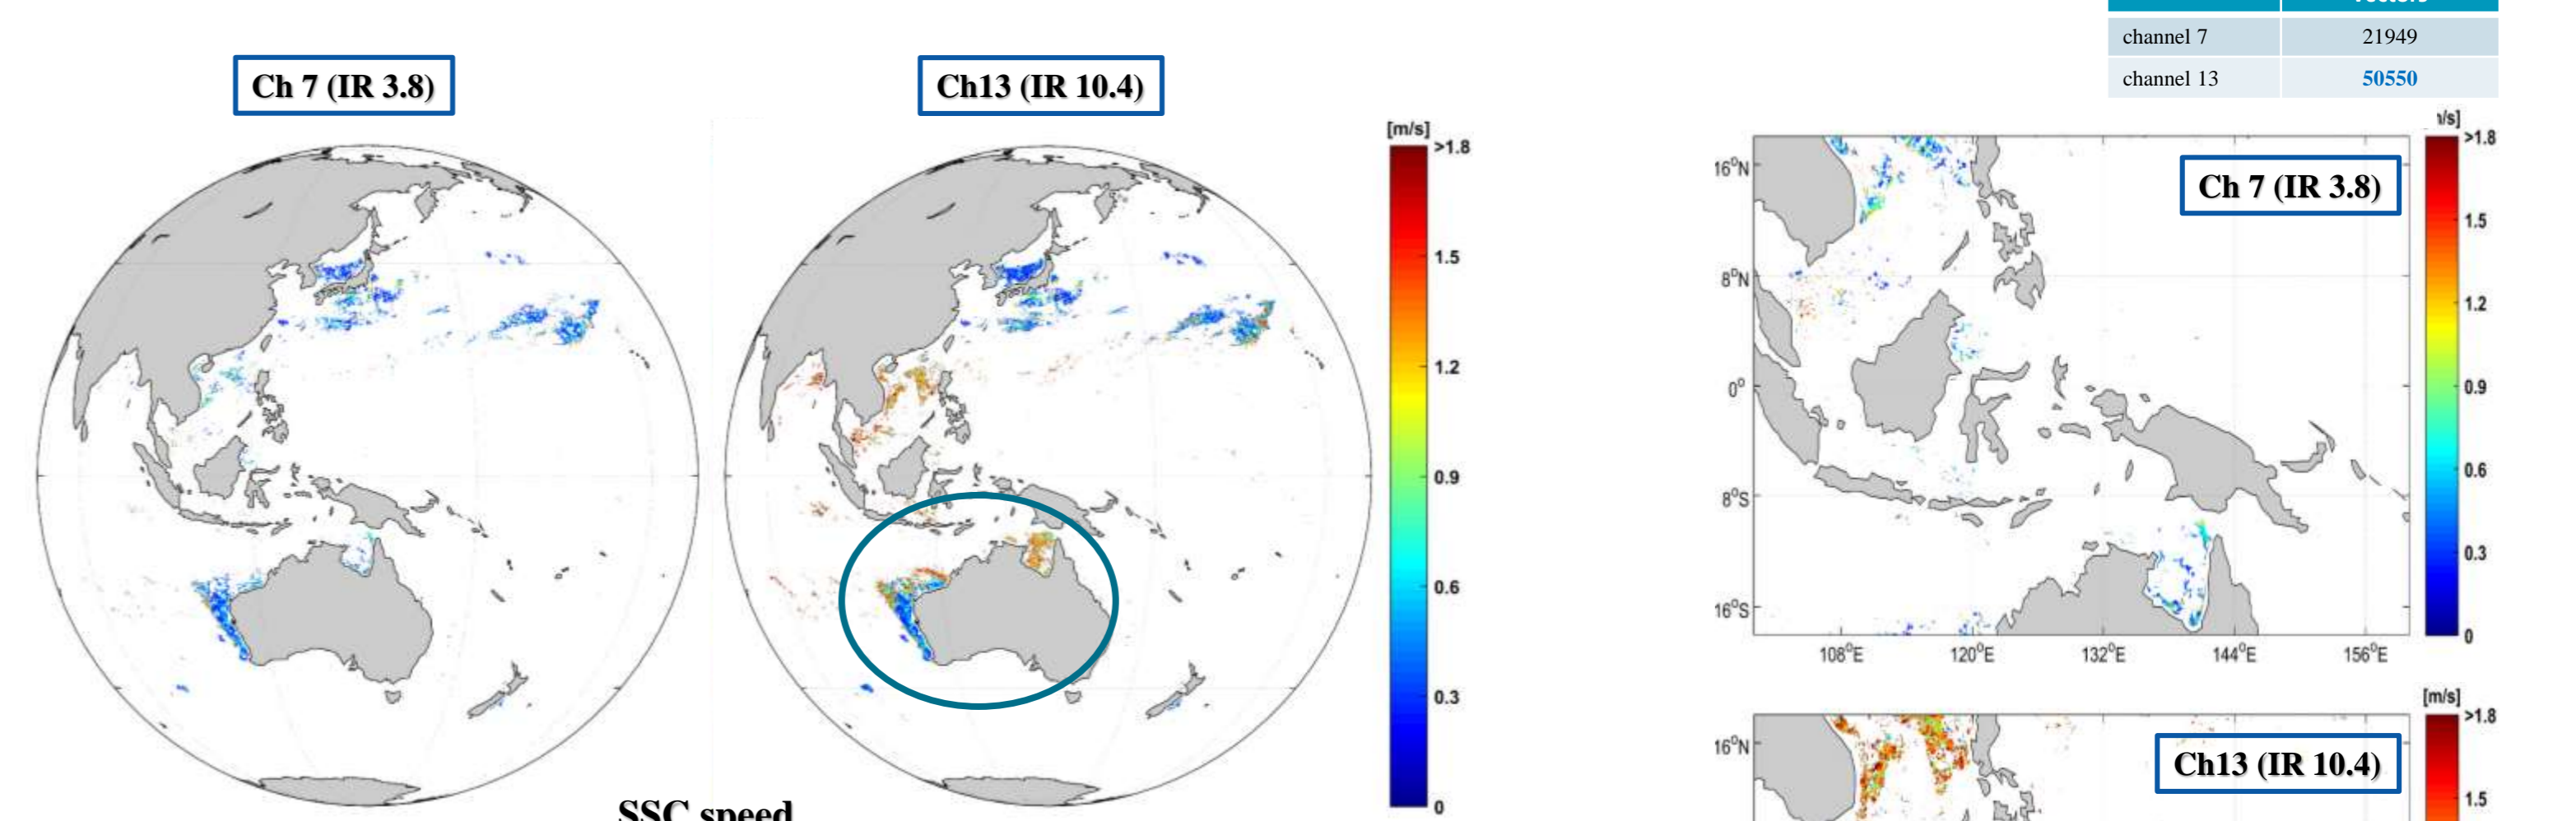 channel 7 21949
channel 13 50550
Ch 7 (IR 3.8)
Ch13 (IR 10.4)
[m/s]
>1.8
1.5
1.2
0.9
0.6
0.3
0
SSC speed
Ch 7 (IR 3.8)
16°N
8°N
0°
8°S
16°S
108°E 120°E 132°E 144°E 156°E
/s]
>1.8
1.5
1.2
0.9
0.6
0.3
0
Ch13 (IR 10.4)
16°N
[m/s]
>1.8
1.5